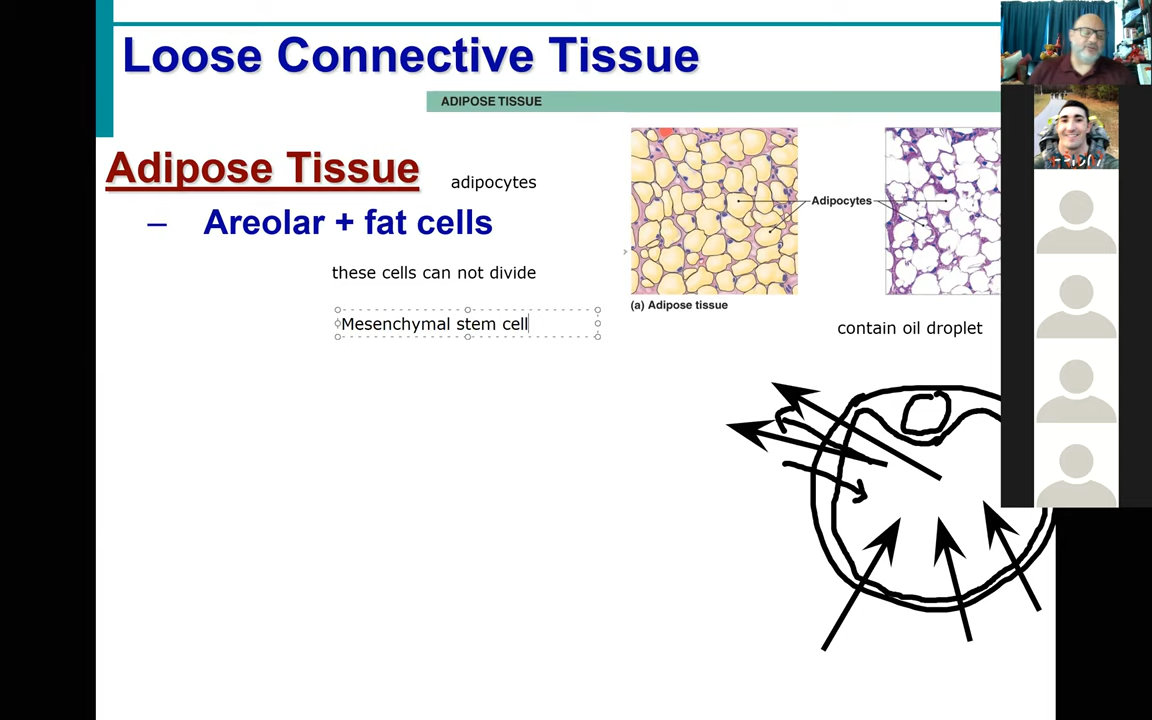 Loose Connective Tissue
ADIPOSE TISSUE
Adipose Tissue
adipocytes
– Areolar + fat cells
these cells can not divide
Mesenchymal stem cell
Adipocytes
(a) Adipose tissue
contain oil droplet